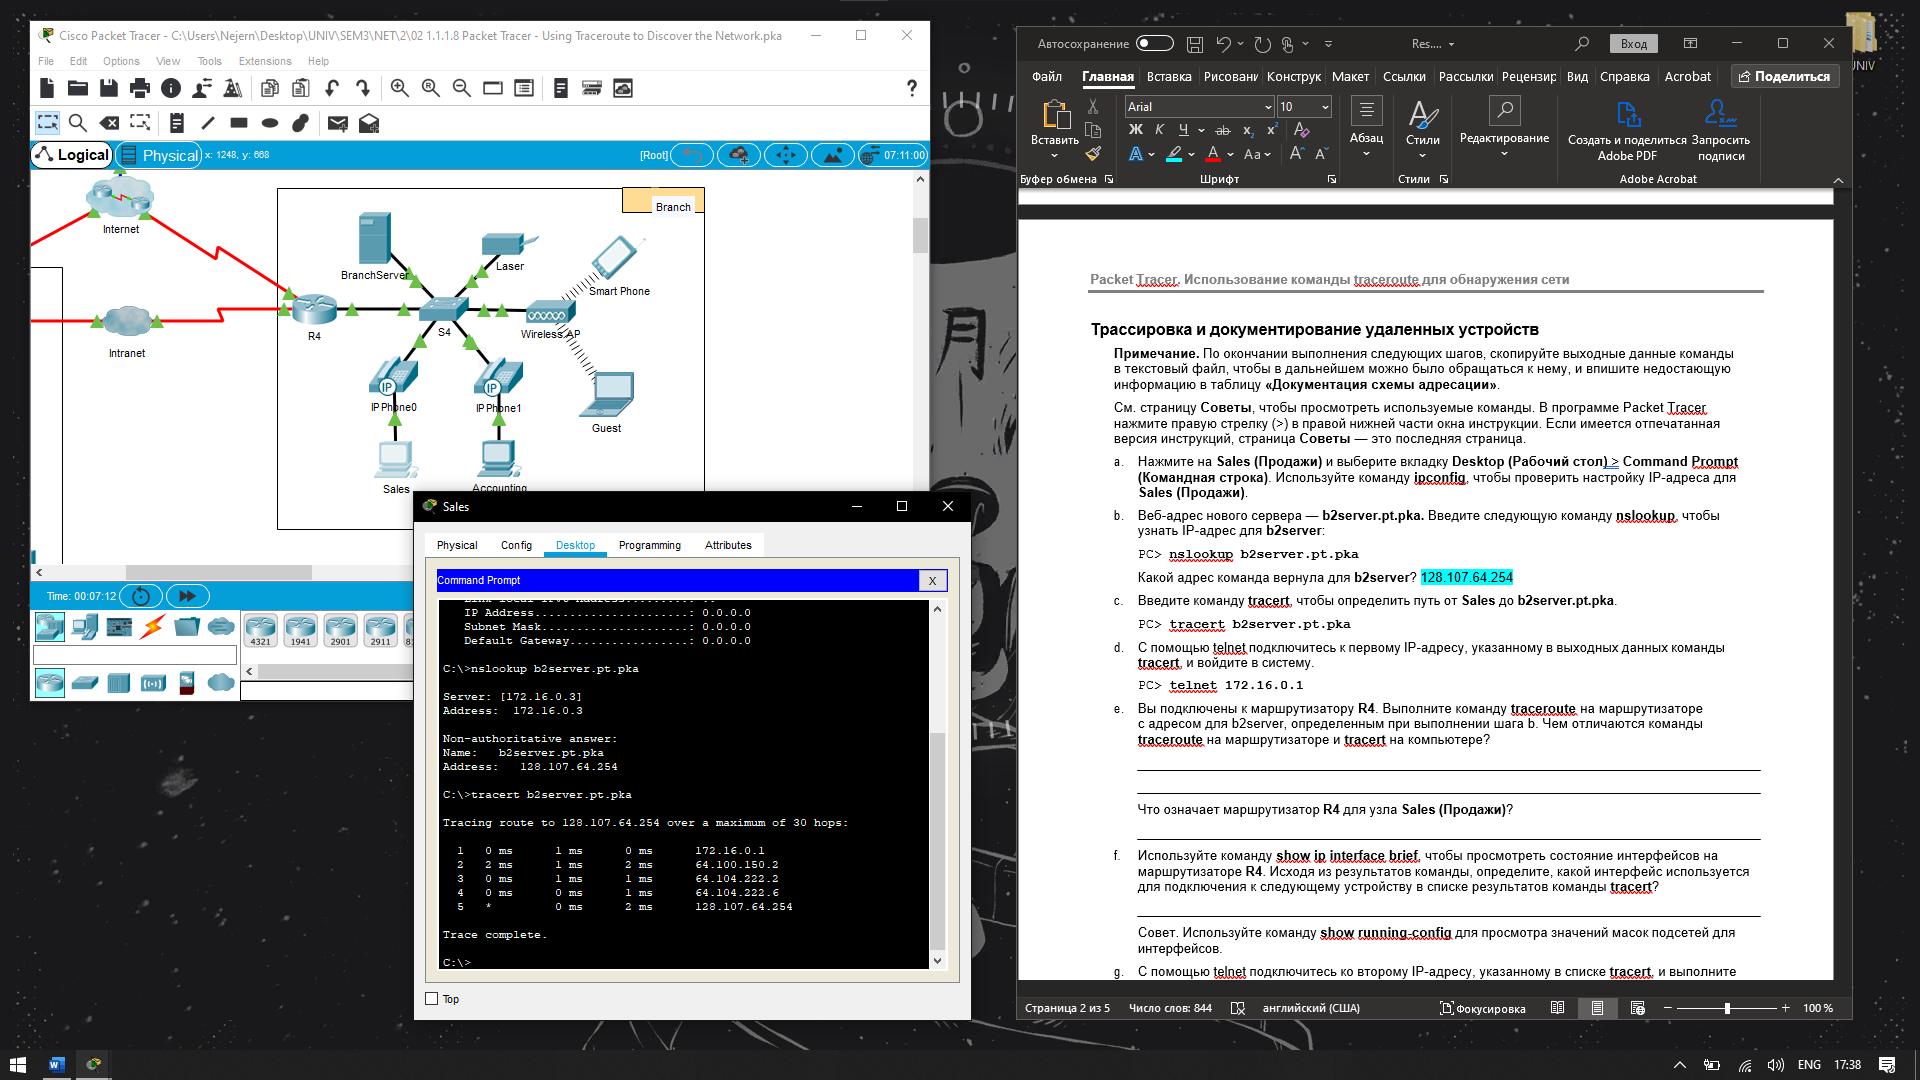 Cisco Packet Tracer - C:\Users\Nejern\Desktop\UNIV\SEM3\NET\2\02 1.1.1.8 Packet Tracer - Using Traceroute to Discover the Network.pka
File Edit Options View Tools Extensions Help
Logical
Physical
x: 1248, y: 668
[Root]
07:11:00
Internet
Intranet
R4
Branch
BranchServer
Laser
Smart Phone
S4
Wireless AP
IP
IP
IP Phone0
IP Phone1
Guest
Sales
Accounting
Time: 00:07:12
4321
1941
2901
2911
Sales
Physical Config Desktop Programming Attributes
Command Prompt
X
IP Address......................: 0.0.0.0
Subnet Mask.....................: 0.0.0.0
Default Gateway.................: 0.0.0.0
C:\>nslookup b2server.pt.pka
Server: [172.16.0.3]
Address:  172.16.0.3
Non-authoritative answer:
Name:   b2server.pt.pka
Address:   128.107.64.254
C:\>tracert b2server.pt.pka
Tracing route to 128.107.64.254 over a maximum of 30 hops:
1   0 ms      1 ms      0 ms      172.16.0.1
2   2 ms      1 ms      2 ms      64.100.150.2
3   0 ms      1 ms      1 ms      64.104.222.2
4   0 ms      0 ms      1 ms      64.104.222.6
5   *         0 ms      2 ms      128.107.64.254
Trace complete.
C:\>
Top
Автосохранение
Res....
Вход
Файл Главная Вставка Рисовани Конструк Макет Ссылки Рассылки Рецензир Вид Справка Acrobat Поделиться
Вставить
Arial
10
Ж К Ч ab x₂ x²
Aa
Абзац
Стили
Редактирование
Создать и поделиться Adobe PDF
Запросить подписи
Буфер обмена
Шрифт
Стили
Adobe Acrobat
Packet Tracer. Использование команды traceroute для обнаружения сети
Трассировка и документирование удаленных устройств
Примечание. По окончании выполнения следующих шагов, скопируйте выходные данные команды
в текстовый файл, чтобы в дальнейшем можно было обращаться к нему, и впишите недостающую
информацию в таблицу «Документация схемы адресации».
См. страницу Советы, чтобы просмотреть используемые команды. В программе Packet Tracer
нажмите правую стрелку (>) в правой нижней части окна инструкции. Если имеется отпечатанная
версия инструкций, страница Советы — это последняя страница.
a. Нажмите на Sales (Продажи) и выберите вкладку Desktop (Рабочий стол) > Command Prompt
(Командная строка). Используйте команду ipconfig, чтобы проверить настройку IP-адреса для
Sales (Продажи).
b. Веб-адрес нового сервера — b2server.pt.pka. Введите следующую команду nslookup, чтобы
узнать IP-адрес для b2server:
PC> nslookup b2server.pt.pka
Какой адрес команда вернула для b2server? 128.107.64.254
c. Введите команду tracert, чтобы определить путь от Sales до b2server.pt.pka.
PC> tracert b2server.pt.pka
d. С помощью telnet подключитесь к первому IP-адресу, указанному в выходных данных команды
tracert, и войдите в систему.
PC> telnet 172.16.0.1
e. Вы подключены к маршрутизатору R4. Выполните команду traceroute на маршрутизаторе
с адресом для b2server, определенным при выполнении шага b. Чем отличаются команды
traceroute на маршрутизаторе и tracert на компьютере?
Что означает маршрутизатор R4 для узла Sales (Продажи)?
f. Используйте команду show ip interface brief, чтобы просмотреть состояние интерфейсов на
маршрутизаторе R4. Исходя из результатов команды, определите, какой интерфейс используется
для подключения к следующему устройству в списке результатов команды tracert?
Совет. Используйте команду show running-config для просмотра значений масок подсетей для
интерфейсов.
g. С помощью telnet подключитесь ко второму IP-адресу, указанному в списке tracert, и выполните
Страница 2 из 5
Число слов: 844
английский (США)
Фокусировка
100 %
ENG
17:38